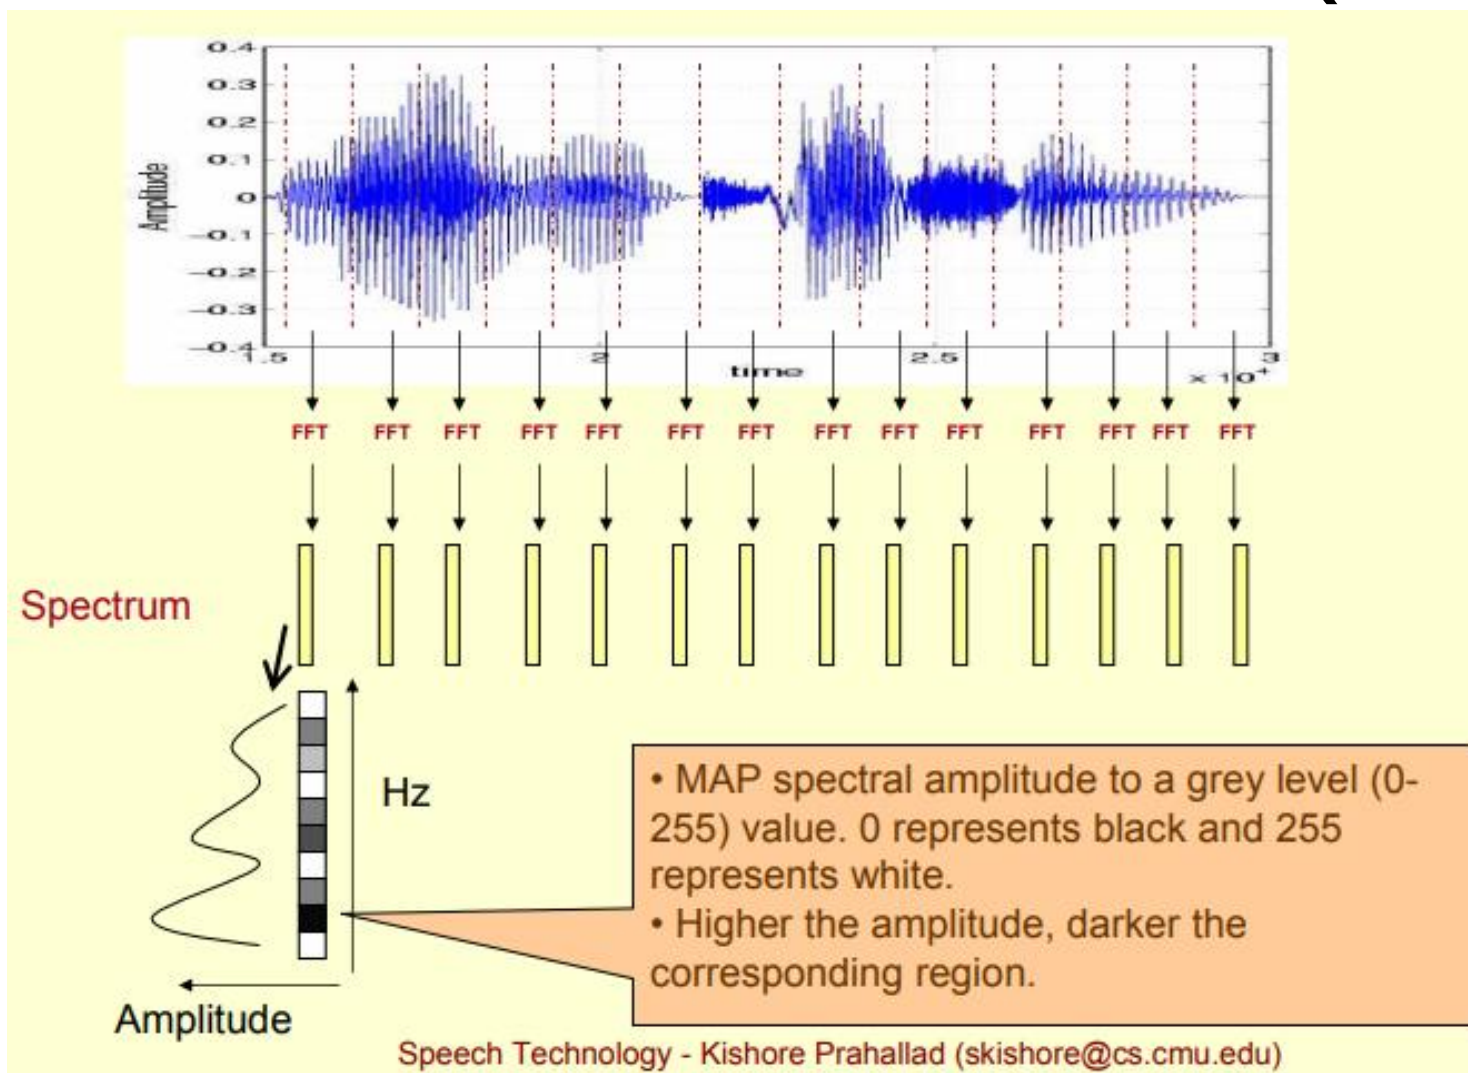 0.4
0.3
0.2
0.1
0
−0.1
−0.2
−0.3
−0.4
Amplitude
1.5 2 2.5 3
time
x 10⁴
FFT FFT FFT FFT FFT FFT FFT FFT FFT FFT FFT FFT FFT FFT
Spectrum
Hz
• MAP spectral amplitude to a grey level (0-
255) value. 0 represents black and 255
represents white.
• Higher the amplitude, darker the
corresponding region.
Amplitude
Speech Technology - Kishore Prahallad (skishore@cs.cmu.edu)